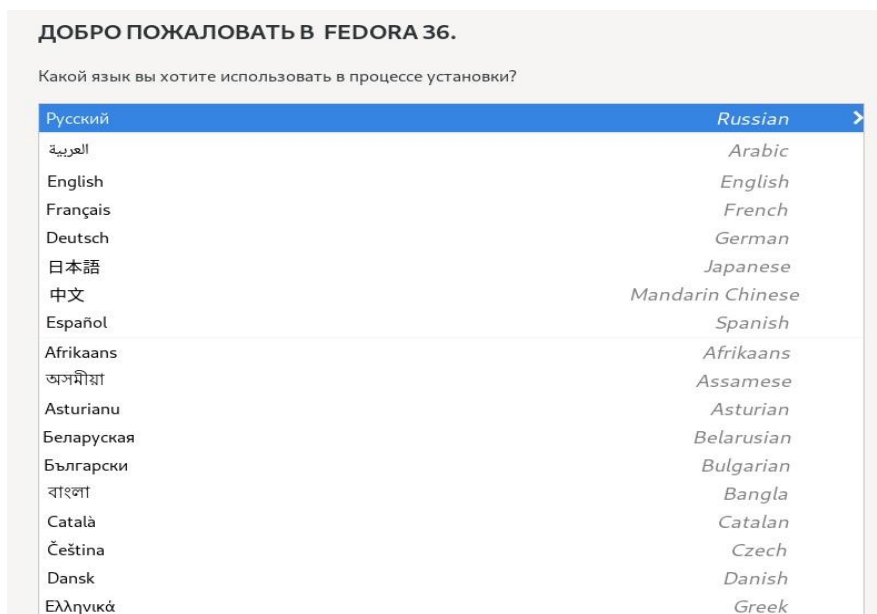 ДОБРО ПОЖАЛОВАТЬ В FEDORA 36.
Какой язык вы хотите использовать в процессе установки?
Русский Russian
العربية Arabic
English English
Français French
Deutsch German
日本語 Japanese
中文 Mandarin Chinese
Español Spanish
Afrikaans Afrikaans
অসমীয়া Assamese
Asturianu Asturian
Беларуская Belarusian
Български Bulgarian
বাংলা Bangla
Català Catalan
Čeština Czech
Dansk Danish
Ελληνικά Greek